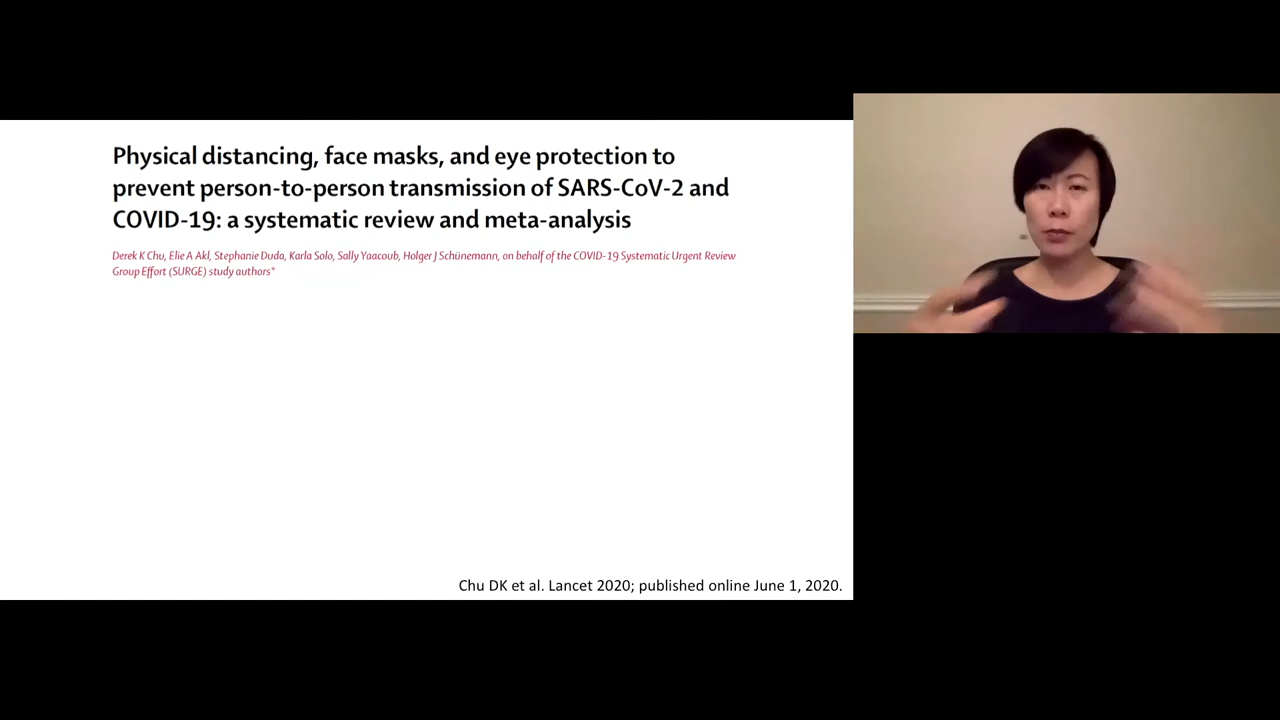 Physical distancing, face masks, and eye protection to
prevent person-to-person transmission of SARS-CoV-2 and
COVID-19: a systematic review and meta-analysis
Derek K Chu, Elie A Akl, Stephanie Duda, Karla Solo, Sally Yaacoub, Holger J Schünemann, on behalf of the COVID-19 Systematic Urgent Review
Group Effort (SURGE) study authors*
Chu DK et al. Lancet 2020; published online June 1, 2020.